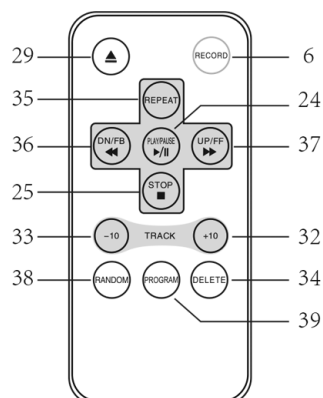 29 RECORD 6
35 REPEAT 24
36 DN/FB PLAY/PAUSE UP/FF 37
25 STOP
33 -10 TRACK +10 32
38 RANDOM PROGRAM DELETE 34
39